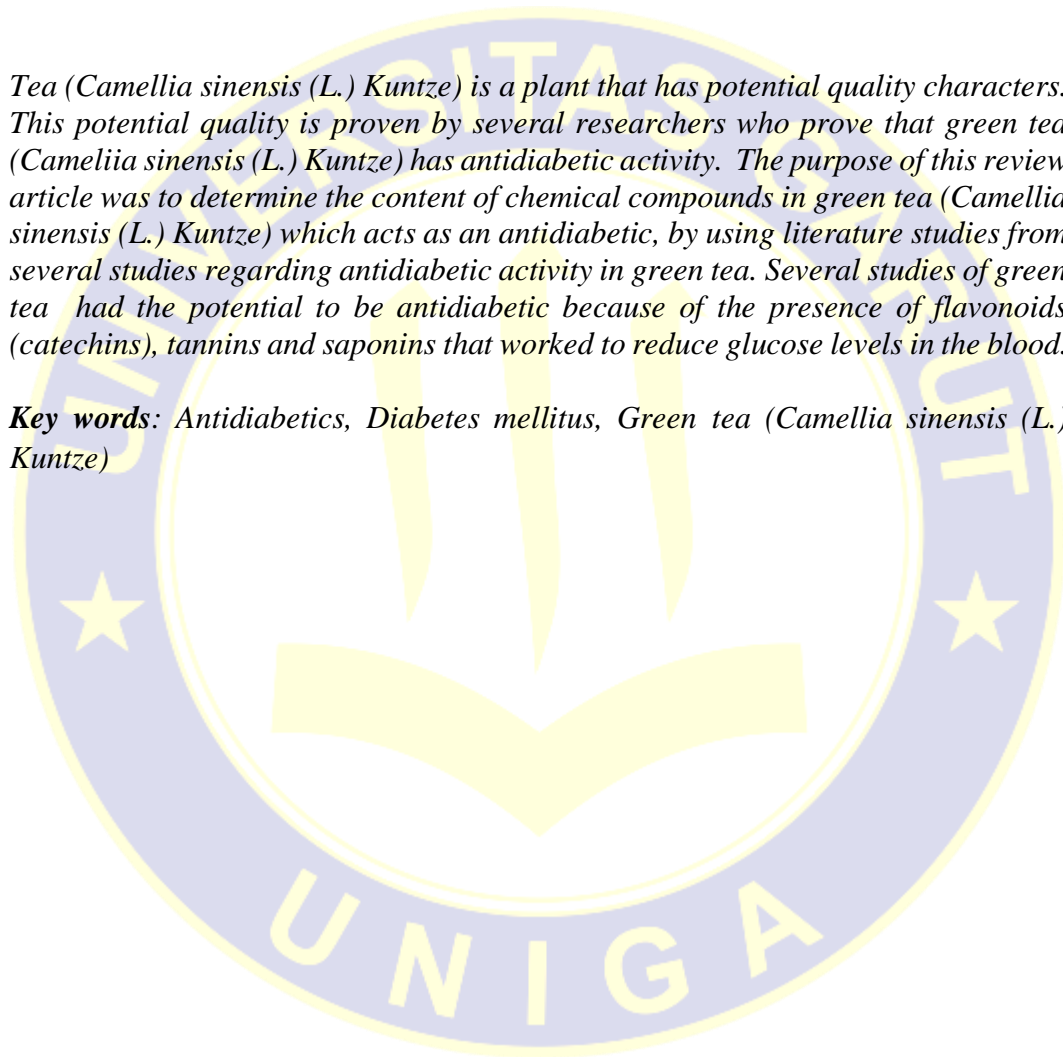 Tea (Camellia sinensis (L.) Kuntze) is a plant that has potential quality characters.
This potential quality is proven by several researchers who prove that green tea
(Cameliia sinensis (L.) Kuntze) has antidiabetic activity. The purpose of this review
article was to determine the content of chemical compounds in green tea (Camellia
sinensis (L.) Kuntze) which acts as an antidiabetic, by using literature studies from
several studies regarding antidiabetic activity in green tea. Several studies of green
tea had the potential to be antidiabetic because of the presence of flavonoids
(catechins), tannins and saponins that worked to reduce glucose levels in the blood.
Key words: Antidiabetics, Diabetes mellitus, Green tea (Camellia sinensis (L.)
Kuntze)
UNIVERSITAS GARUT
UNIGA